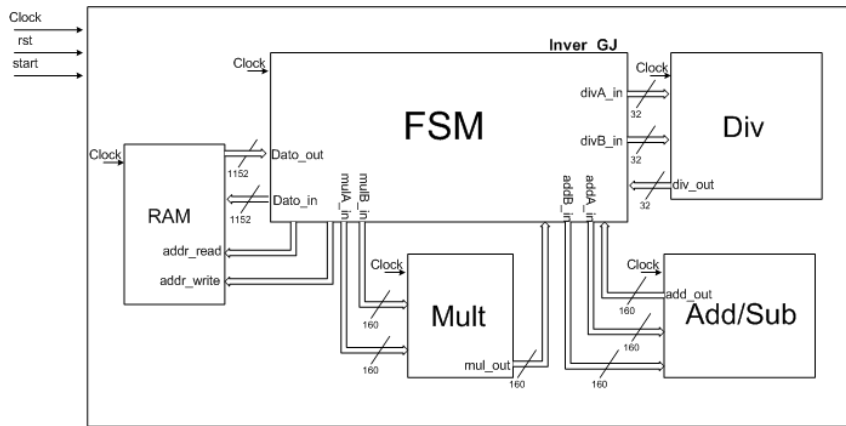 Clock
rst
start
Inver_GJ
Clock
FSM
divA_in
32
divB_in
32
Clock
Div
div_out
32
Clock
RAM
1152
Dato_out
1152
Dato_in
addr_read
addr_write
mulA_in
mulB_in
addB_in
addA_in
Clock
Mult
160
160
mul_out
160
Clock
Add/Sub
add_out
160
160
160